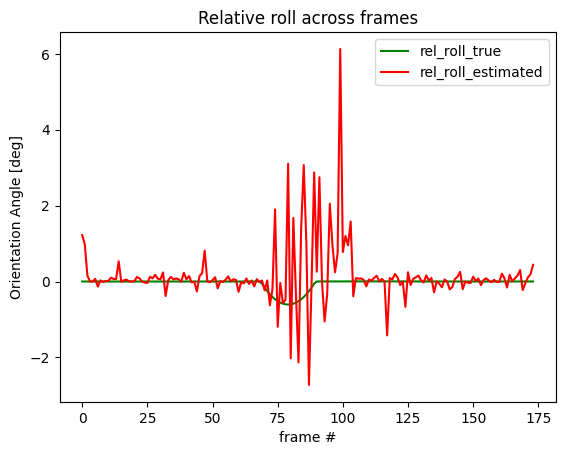 Relative roll across frames
rel_roll_true
rel_roll_estimated
Orientation Angle [deg]
6
4
2
0
−2
0 25 50 75 100 125 150 175
frame #